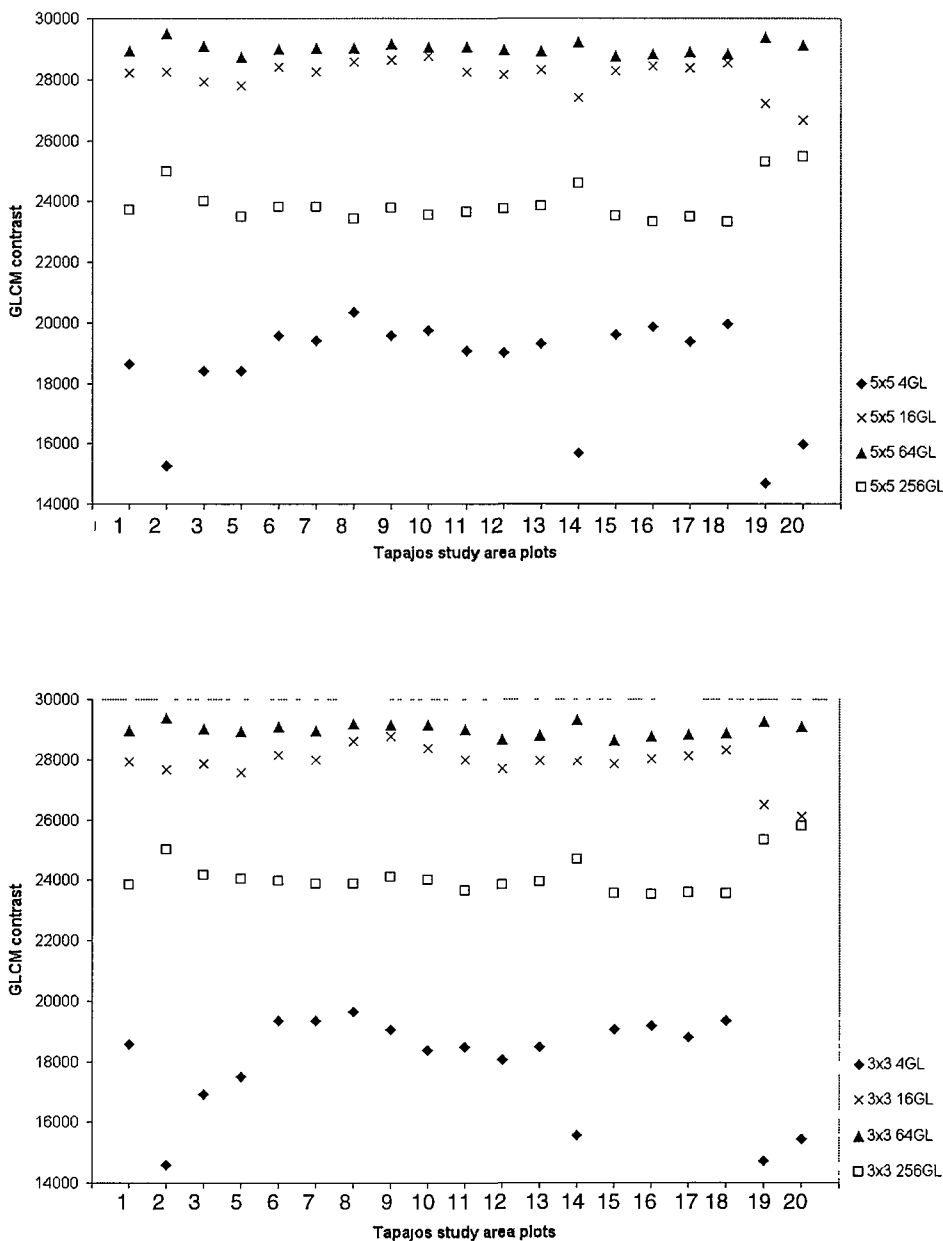 30000
28000
26000
24000
22000
20000
18000
16000
14000
GLCM contrast
1 2 3 5 6 7 8 9 10 11 12 13 14 15 16 17 18 19 20
Tapajos study area plots
5x5 4GL
5x5 16GL
5x5 64GL
5x5 256GL
30000
28000
26000
24000
22000
20000
18000
16000
14000
GLCM contrast
1 2 3 5 6 7 8 9 10 11 12 13 14 15 16 17 18 19 20
Tapajos study area plots
3x3 4GL
3x3 16GL
3x3 64GL
3x3 256GL